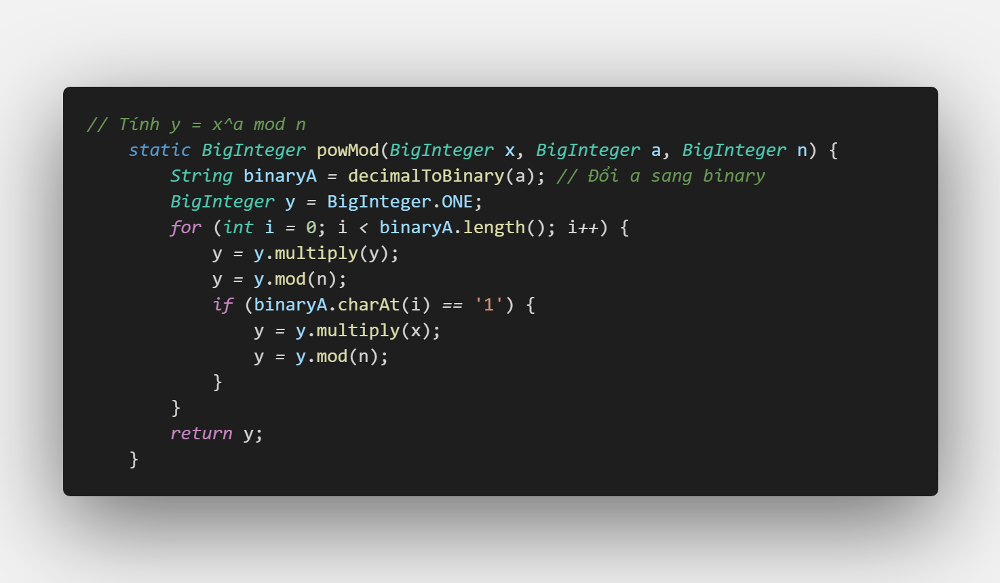 // Tính y = x^a mod n
    static BigInteger powMod(BigInteger x, BigInteger a, BigInteger n) {
        String binaryA = decimalToBinary(a); // Đổi a sang binary
        BigInteger y = BigInteger.ONE;
        for (int i = 0; i < binaryA.length(); i++) {
            y = y.multiply(y);
            y = y.mod(n);
            if (binaryA.charAt(i) == '1') {
                y = y.multiply(x);
                y = y.mod(n);
            }
        }
        return y;
    }